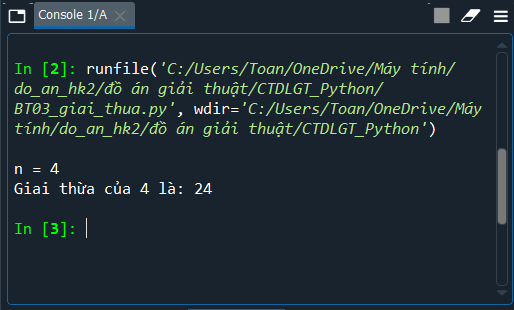 Console 1/A
In [2]: runfile('C:/Users/Toan/OneDrive/Máy tính/
do_an_hk2/đồ án giải thuật/CTDLGT_Python/
BT03_giai_thua.py', wdir='C:/Users/Toan/OneDrive/Máy
tính/do_an_hk2/đồ án giải thuật/CTDLGT_Python')
n = 4
Giai thừa của 4 là: 24
In [3]: